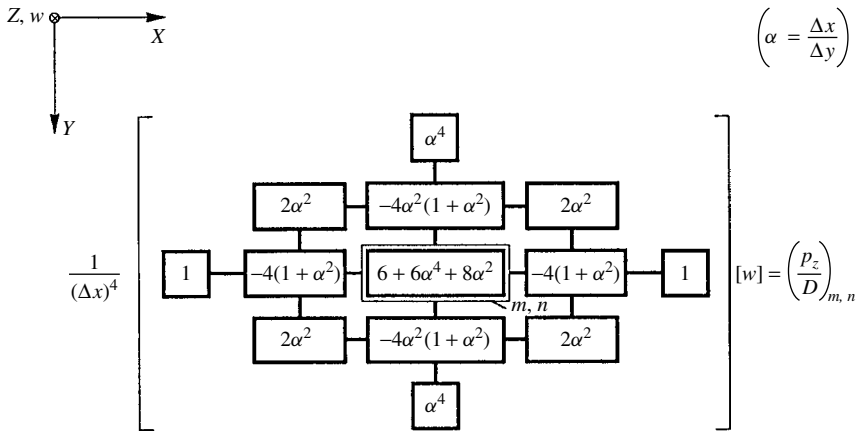 Z, w
X
(α = Δx/Δy)
Y
α⁴
2α² −4α²(1 + α²) 2α²
1/(Δx)⁴ [ 1 −4(1 + α²) 6 + 6α⁴ + 8α² −4(1 + α²) 1 ] [w] = (p_z/D)_{m, n}
m, n
2α² −4α²(1 + α²) 2α²
α⁴